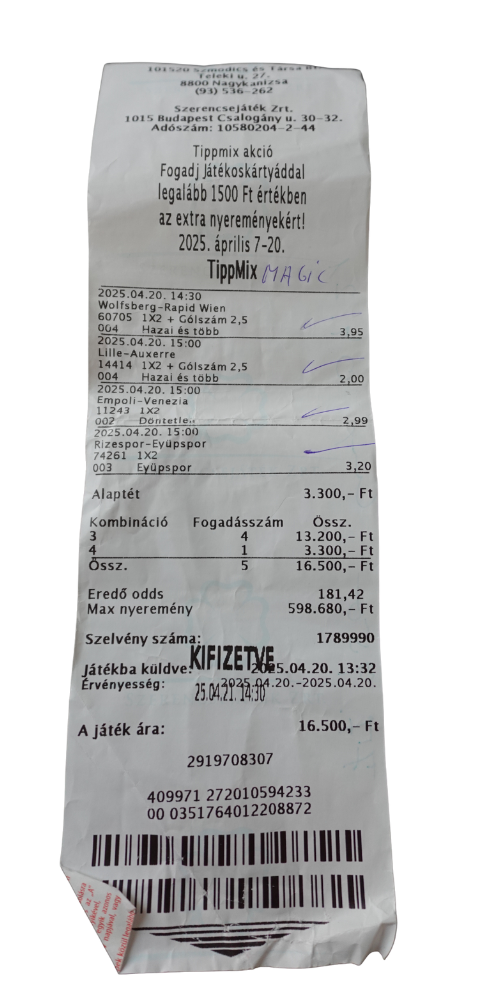 101520 Szmodics és Társa
Teleki u. 27.
8800 Nagykanizsa
(93) 536-262
Szerencsejáték Zrt.
1015 Budapest Csalogány u. 30-32.
Adószám: 10580204-2-44
Tippmix akció
Fogadj Játékoskártyáddal
legalább 1500 Ft értékben
az extra nyereményekért!
2025. április 7-20.
TippMix MAGIC
2025.04.20. 14:30
Wolfsberg-Rapid Wien
60705 1X2 + Gólszám 2,5
004 Hazai és több 3,95
2025.04.20. 15:00
Lille-Auxerre
14414 1X2 + Gólszám 2,5
004 Hazai és több 2,00
2025.04.20. 15:00
Empoli-Venezia
11243 1X2
002 Döntetlen 2,99
2025.04.20. 15:00
Rizespor-Eyüpspor
74261 1X2
003 Eyüpspor 3,20
Alaptét 3.300,- Ft
Kombináció Fogadásszám Össz.
3 4 13.200,- Ft
4 1 3.300,- Ft
Össz. 5 16.500,- Ft
Eredő odds 181,42
Max nyeremény 598.680,- Ft
Szelvény száma: 1789990
KIFIZETVE
Játékba küldve: 2025.04.20. 13:32
Érvényesség: 2025.04.20.-2025.04.20.
25.04.21. 14:30
A játék ára: 16.500,- Ft
2919708307
409971 272010594233
00 0351764012208872